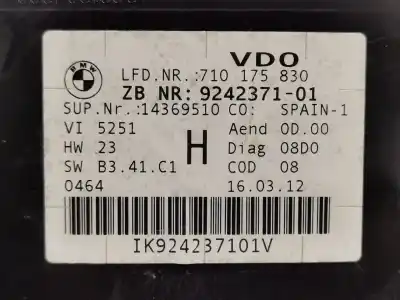 BMW
VDO
LFD.NR.:710 175 830
ZB NR: 9242371-01
SUP.Nr.:14369510 CO: SPAIN-1
VI 5251
Aend 0D.00
HW 23
H
Diag 08D0
SW B3.41.C1
COD 08
0464
16.03.12
IK924237101V